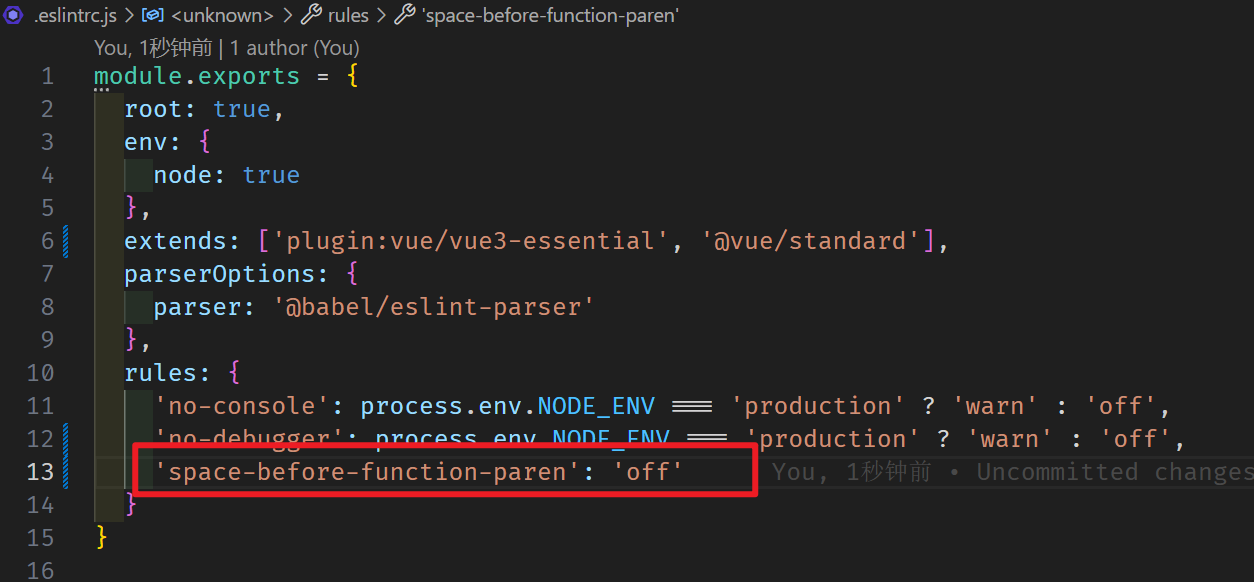 .eslintrc.js > <unknown> > rules > 'space-before-function-paren'
You, 1秒钟前 | 1 author (You)
1 module.exports = {
2 root: true,
3 env: {
4 node: true
5 },
6 extends: ['plugin:vue/vue3-essential', '@vue/standard'],
7 parserOptions: {
8 parser: '@babel/eslint-parser'
9 },
10 rules: {
11 'no-console': process.env.NODE_ENV === 'production' ? 'warn' : 'off',
12 'no-debugger': process.env.NODE_ENV === 'production' ? 'warn' : 'off',
13 'space-before-function-paren': 'off' You, 1秒钟前 • Uncommitted changes
14 }
15 }
16